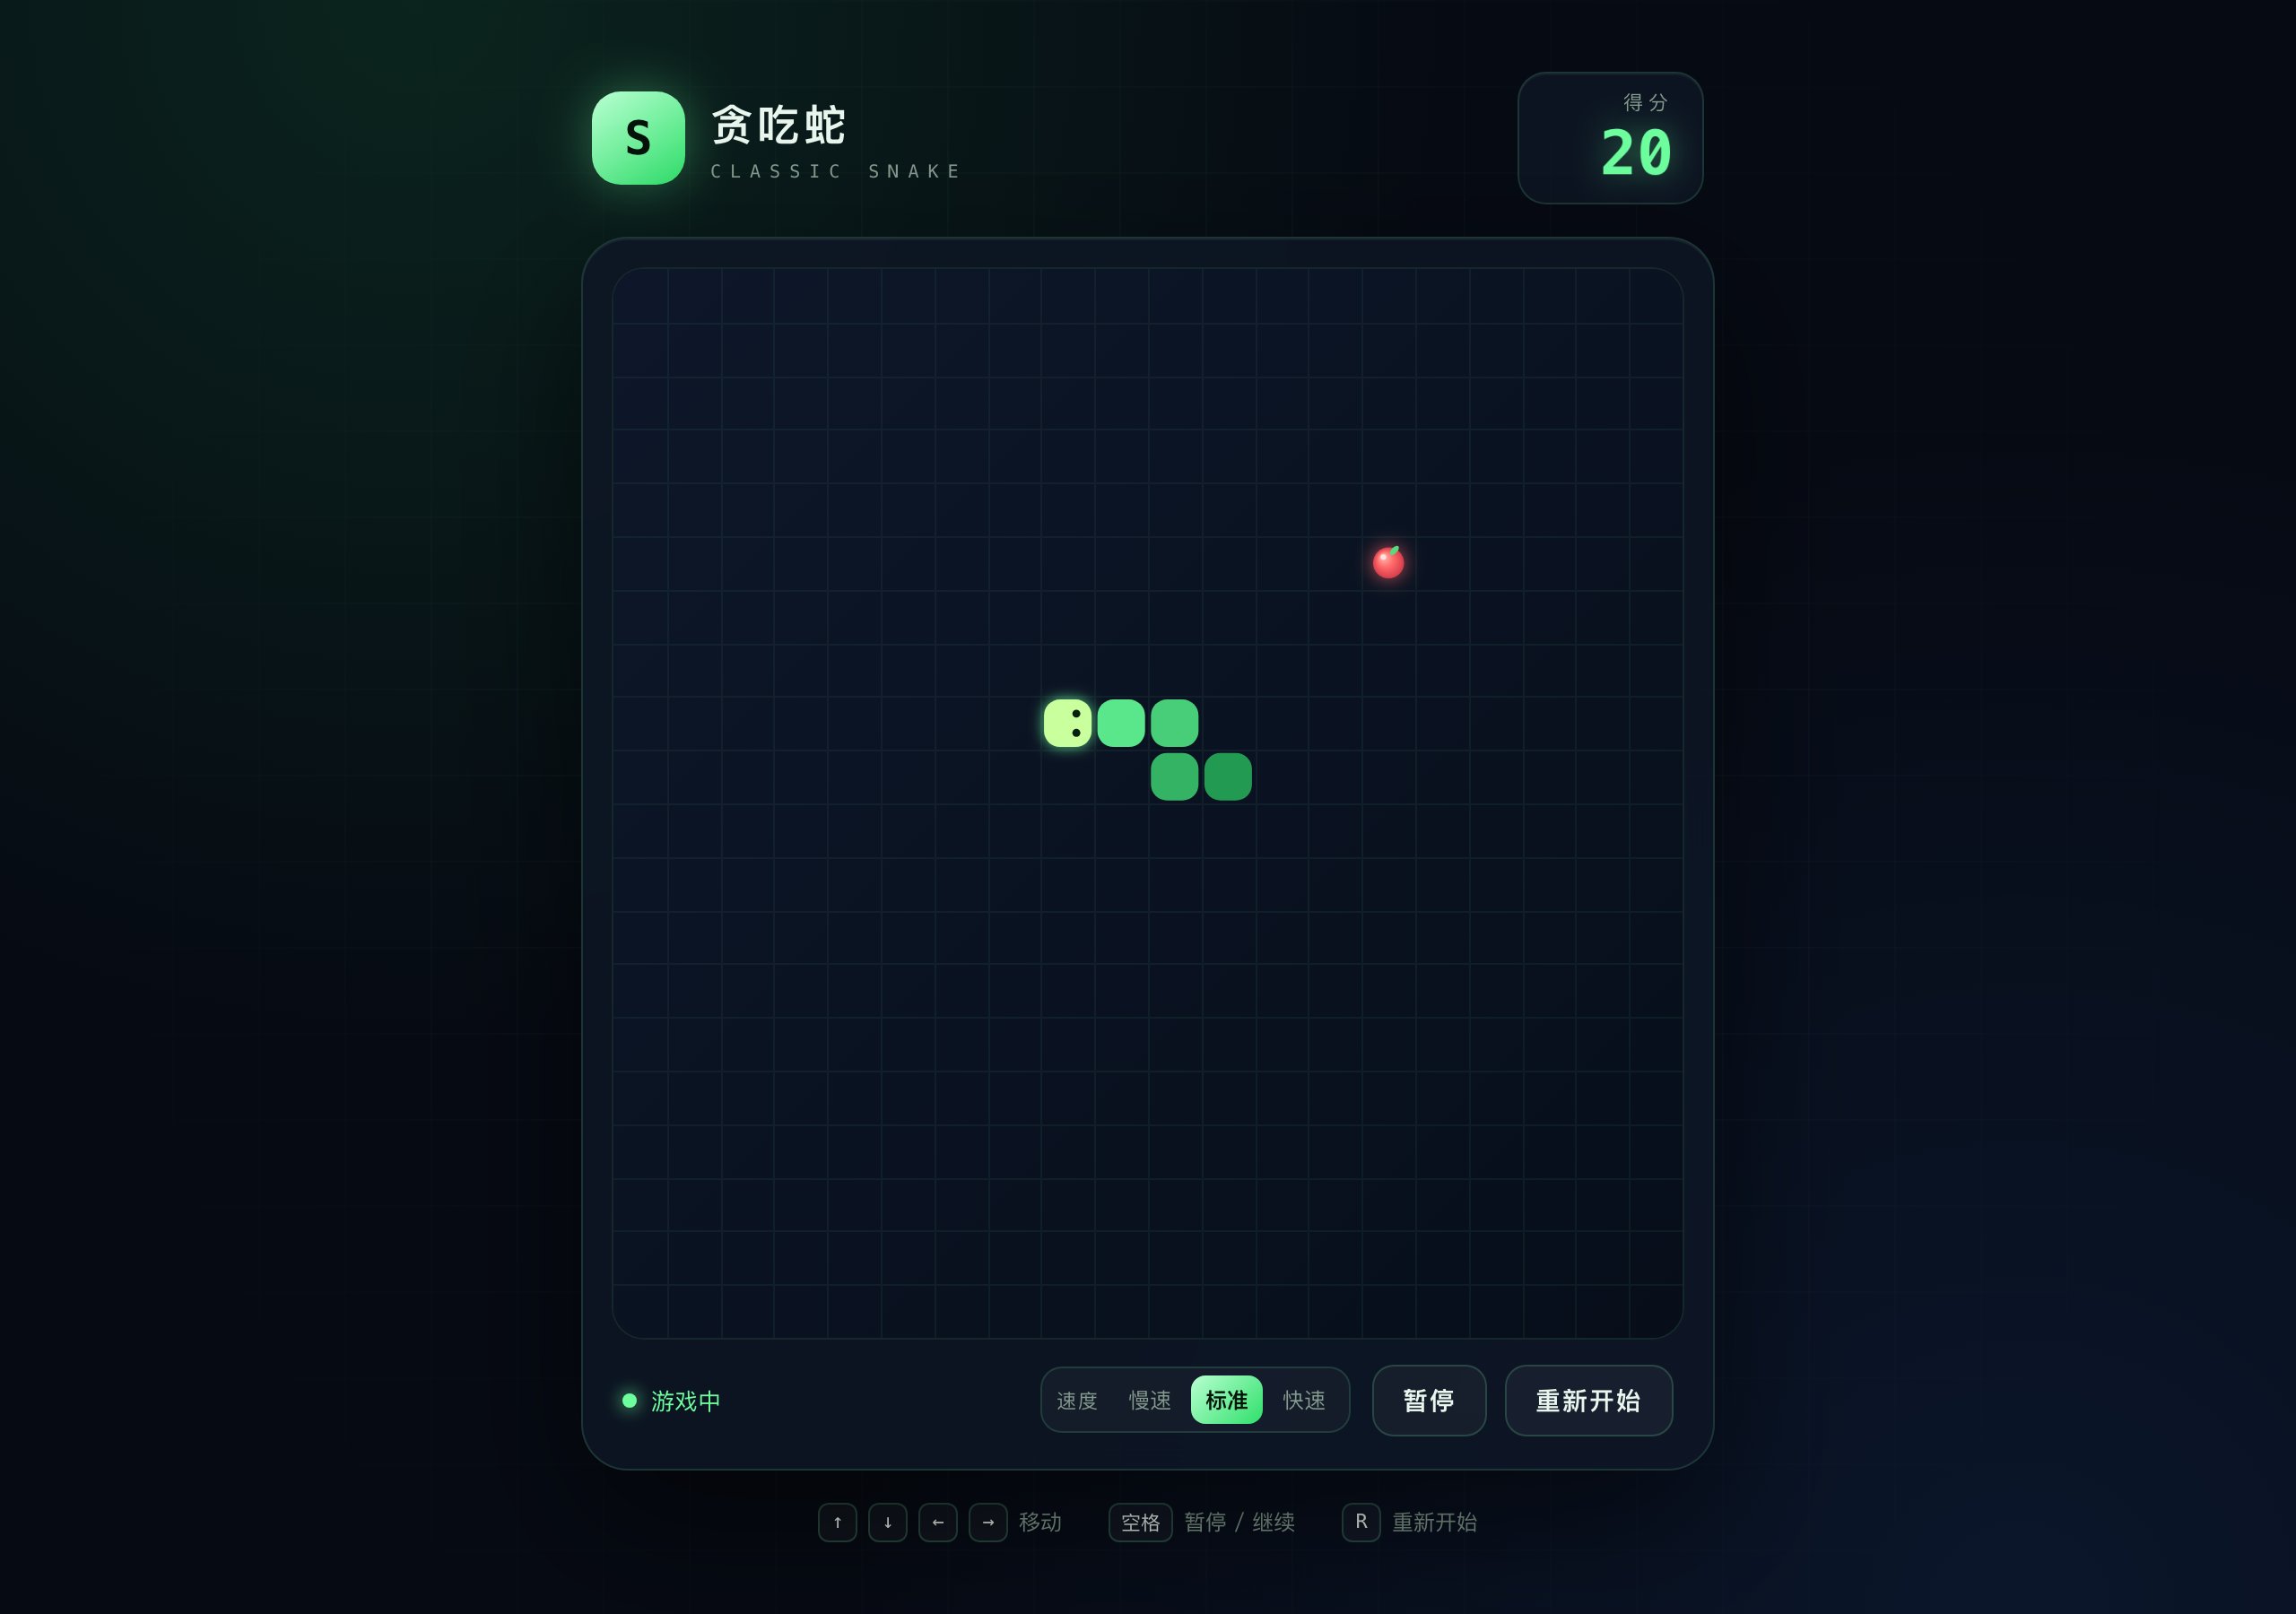 S
贪吃蛇
CLASSIC SNAKE
得分
20
游戏中
速度 慢速 标准 快速
暂停
重新开始
↑ ↓ ← → 移动
空格 暂停 / 继续
R 重新开始